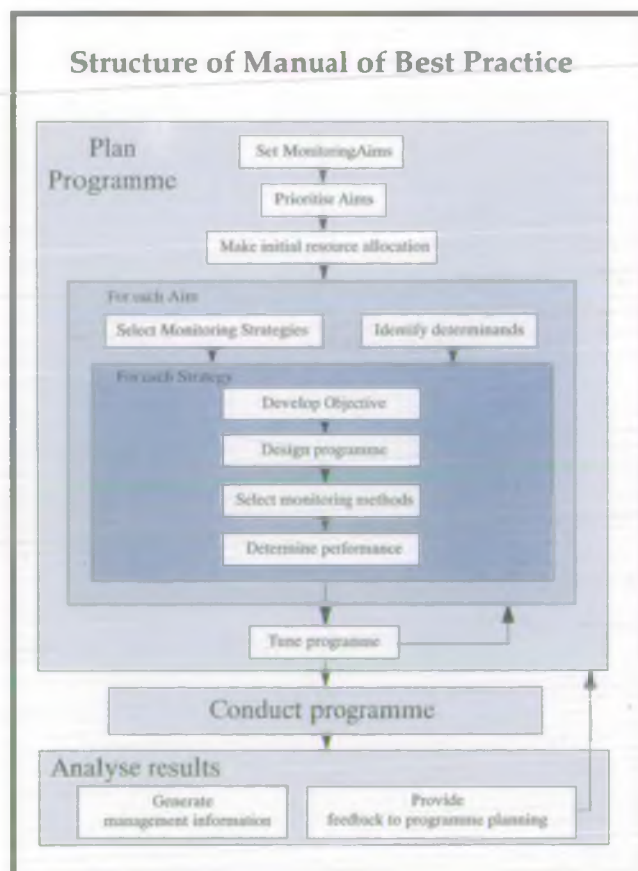 Structure of Manual of Best Practice
Plan
Programme
Set MonitoringAims
Prioritise Aims
Make initial resource allocation
For each Aim
Select Monitoring Strategies
Identify determinands
For each Strategy
Develop Objective
Design programme
Select monitoring methods
Determine performance
Tune programme
Conduct programme
Analyse results
Generate
management information
Provide
feedback to programme planning